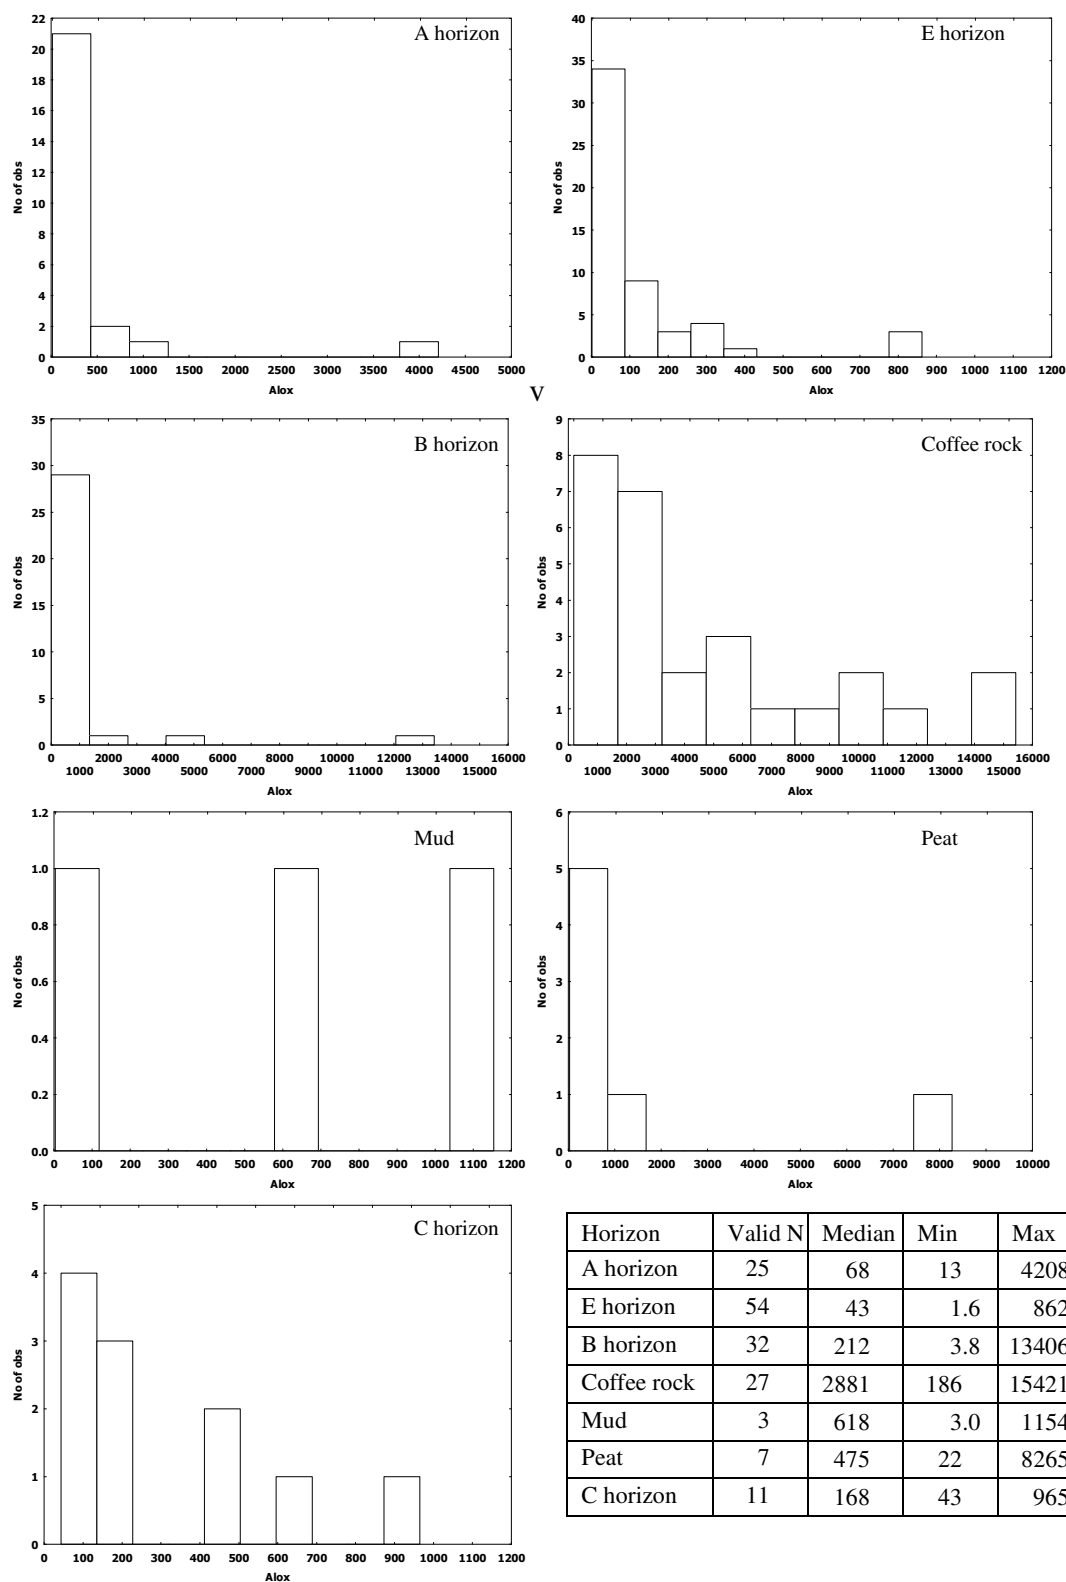 A horizon
No of obs
22
20
18
16
14
12
10
8
6
4
2
0
0 500 1000 1500 2000 2500 3000 3500 4000 4500 5000
Alox
E horizon
No of obs
40
35
30
25
20
15
10
5
0
0 100 200 300 400 500 600 700 800 900 1000 1100 1200
Alox
V
B horizon
No of obs
35
30
25
20
15
10
5
0
0 2000 4000 6000 8000 10000 12000 14000 16000
1000 3000 5000 7000 9000 11000 13000 15000
Alox
Coffee rock
No of obs
9
8
7
6
5
4
3
2
1
0
0 2000 4000 6000 8000 10000 12000 14000 16000
1000 3000 5000 7000 9000 11000 13000 15000
Alox
Mud
No of obs
1.2
1.0
0.8
0.6
0.4
0.2
0.0
0 100 200 300 400 500 600 700 800 900 1000 1100 1200
Alox
Peat
No of obs
6
5
4
3
2
1
0
0 1000 2000 3000 4000 5000 6000 7000 8000 9000 10000
Alox
C horizon
No of obs
5
4
3
2
1
0
0 100 200 300 400 500 600 700 800 900 1000 1100 1200
Alox
Horizon Valid N Median Min Max
A horizon 25 68 13 4208
E horizon 54 43 1.6 862
B horizon 32 212 3.8 13406
Coffee rock 27 2881 186 15421
Mud 3 618 3.0 1154
Peat 7 475 22 8265
C horizon 11 168 43 965